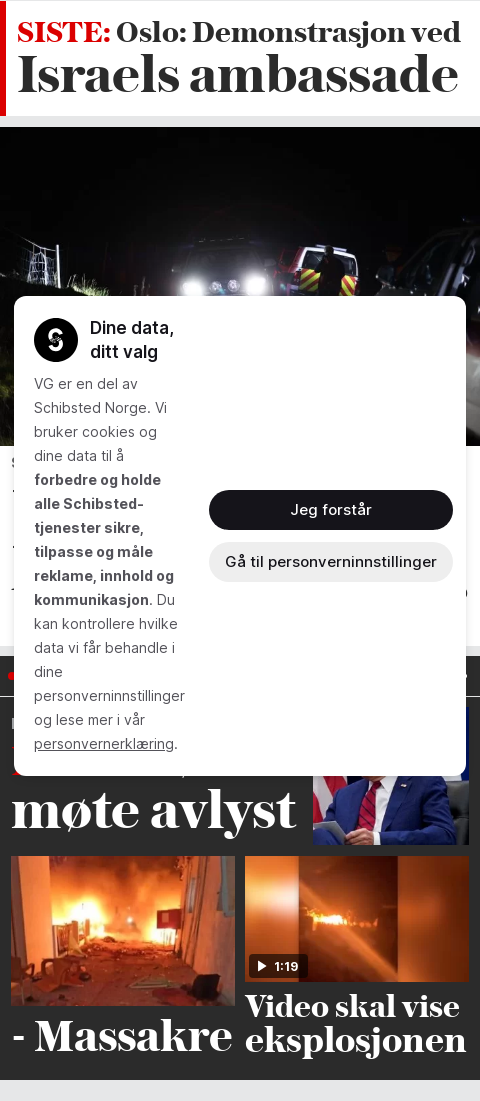 SISTE: Oslo: Demonstrasjon ved
Israels ambassade
Dine data,
ditt valg
VG er en del av
Schibsted Norge. Vi
bruker cookies og
dine data til å
forbedre og holde
alle Schibsted-
tjenester sikre,
tilpasse og måle
reklame, innhold og
kommunikasjon. Du
kan kontrollere hvilke
data vi får behandle i
dine
personverninnstillinger
og lese mer i vår
personvernerklæring.
Jeg forstår
Gå til personverninnstillinger
møte avlyst
1:19
- Massakre
Video skal vise
eksplosjonen